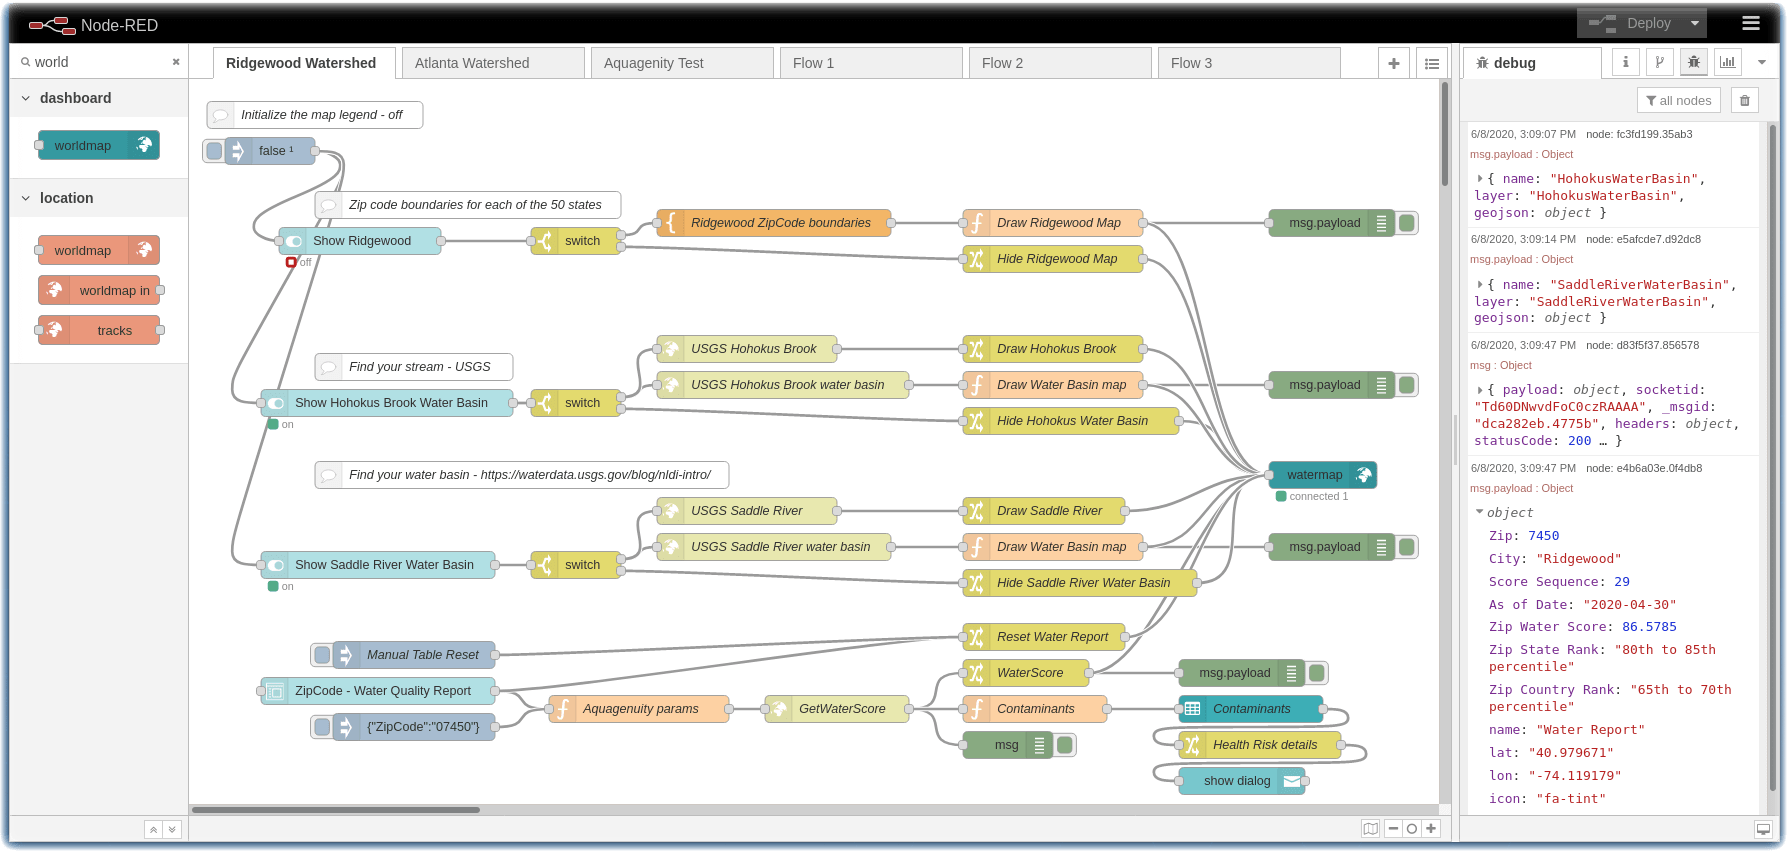 Node-RED
Deploy
world
Ridgewood Watershed
Atlanta Watershed
Aquagenity Test
Flow 1
Flow 2
Flow 3
debug
all nodes
dashboard
worldmap
location
worldmap
worldmap in
tracks
Initialize the map legend - off
false ¹
Zip code boundaries for each of the 50 states
Show Ridgewood
off
switch
Ridgewood ZipCode boundaries
Draw Ridgewood Map
msg.payload
Hide Ridgewood Map
Find your stream - USGS
USGS Hohokus Brook
Draw Hohokus Brook
USGS Hohokus Brook water basin
Draw Water Basin map
msg.payload
Show Hohokus Brook Water Basin
on
switch
Hide Hohokus Water Basin
Find your water basin - https://waterdata.usgs.gov/blog/nldi-intro/
watermap
connected 1
USGS Saddle River
Draw Saddle River
USGS Saddle River water basin
Draw Water Basin map
msg.payload
Show Saddle River Water Basin
on
switch
Hide Saddle River Water Basin
Reset Water Report
Manual Table Reset
WaterScore
msg.payload
ZipCode - Water Quality Report
Aquagenuity params
GetWaterScore
Contaminants
Contaminants
{"ZipCode":"07450"}
msg
Health Risk details
show dialog
6/8/2020, 3:09:07 PM node: fc3fd199.35ab3
msg.payload : Object
{ name: "HohokusWaterBasin",
layer: "HohokusWaterBasin",
geojson: object }
6/8/2020, 3:09:14 PM node: e5afcde7.d92dc8
msg.payload : Object
{ name: "SaddleRiverWaterBasin",
layer: "SaddleRiverWaterBasin",
geojson: object }
6/8/2020, 3:09:47 PM node: d83f5f37.856578
msg : Object
{ payload: object, socketid:
"Td60DNwvdFoC0czRAAAA", _msgid:
"dca282eb.4775b", headers: object,
statusCode: 200 … }
6/8/2020, 3:09:47 PM node: e4b6a03e.0f4db8
msg.payload : Object
object
Zip: 7450
City: "Ridgewood"
Score Sequence: 29
As of Date: "2020-04-30"
Zip Water Score: 86.5785
Zip State Rank: "80th to 85th
percentile"
Zip Country Rank: "65th to 70th
percentile"
name: "Water Report"
lat: "40.979671"
lon: "-74.119179"
icon: "fa-tint"